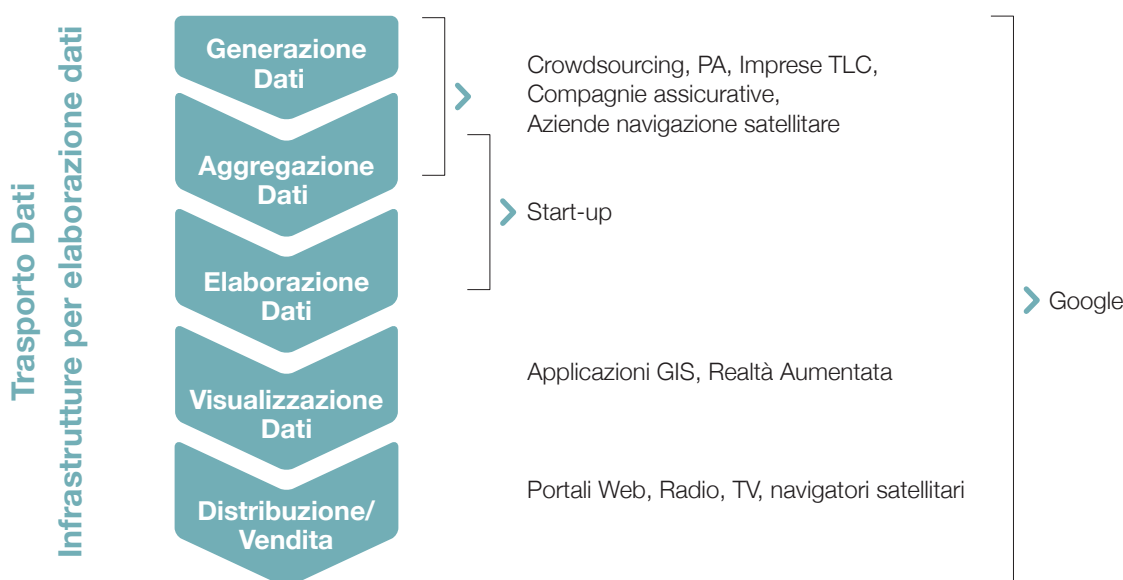 Trasporto Dati
Infrastrutture per elaborazione dati
Generazione
Dati
Aggregazione
Dati
Elaborazione
Dati
Visualizzazione
Dati
Distribuzione/
Vendita
Crowdsourcing, PA, Imprese TLC,
Compagnie assicurative,
Aziende navigazione satellitare
Start-up
Applicazioni GIS, Realtà Aumentata
Portali Web, Radio, TV, navigatori satellitari
Google